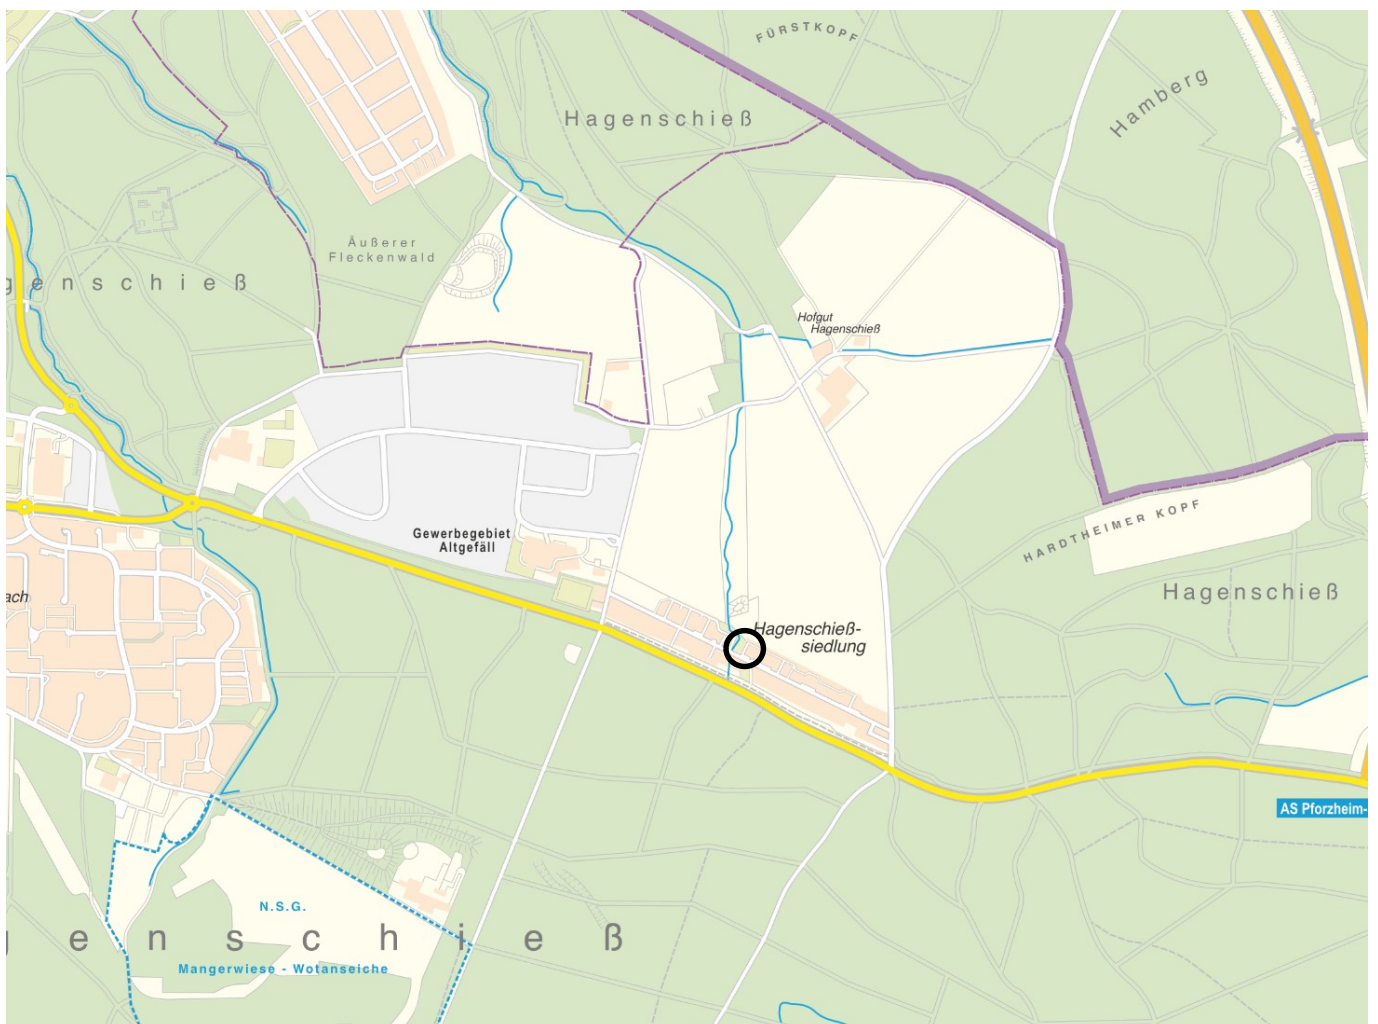 FÜRSTKOPF
Hamberg
Hagenschieß
Äußerer
Fleckenwald
genschieß
Hofgut
Hagenschieß
Gewerbegebiet
Altgefäll
HARDTHEIMER KOPF
Hagenschieß
ach
Hagenschieß-
siedlung
AS Pforzheim-
N.S.G.
genschieß
Mangerwiese - Wotanseiche